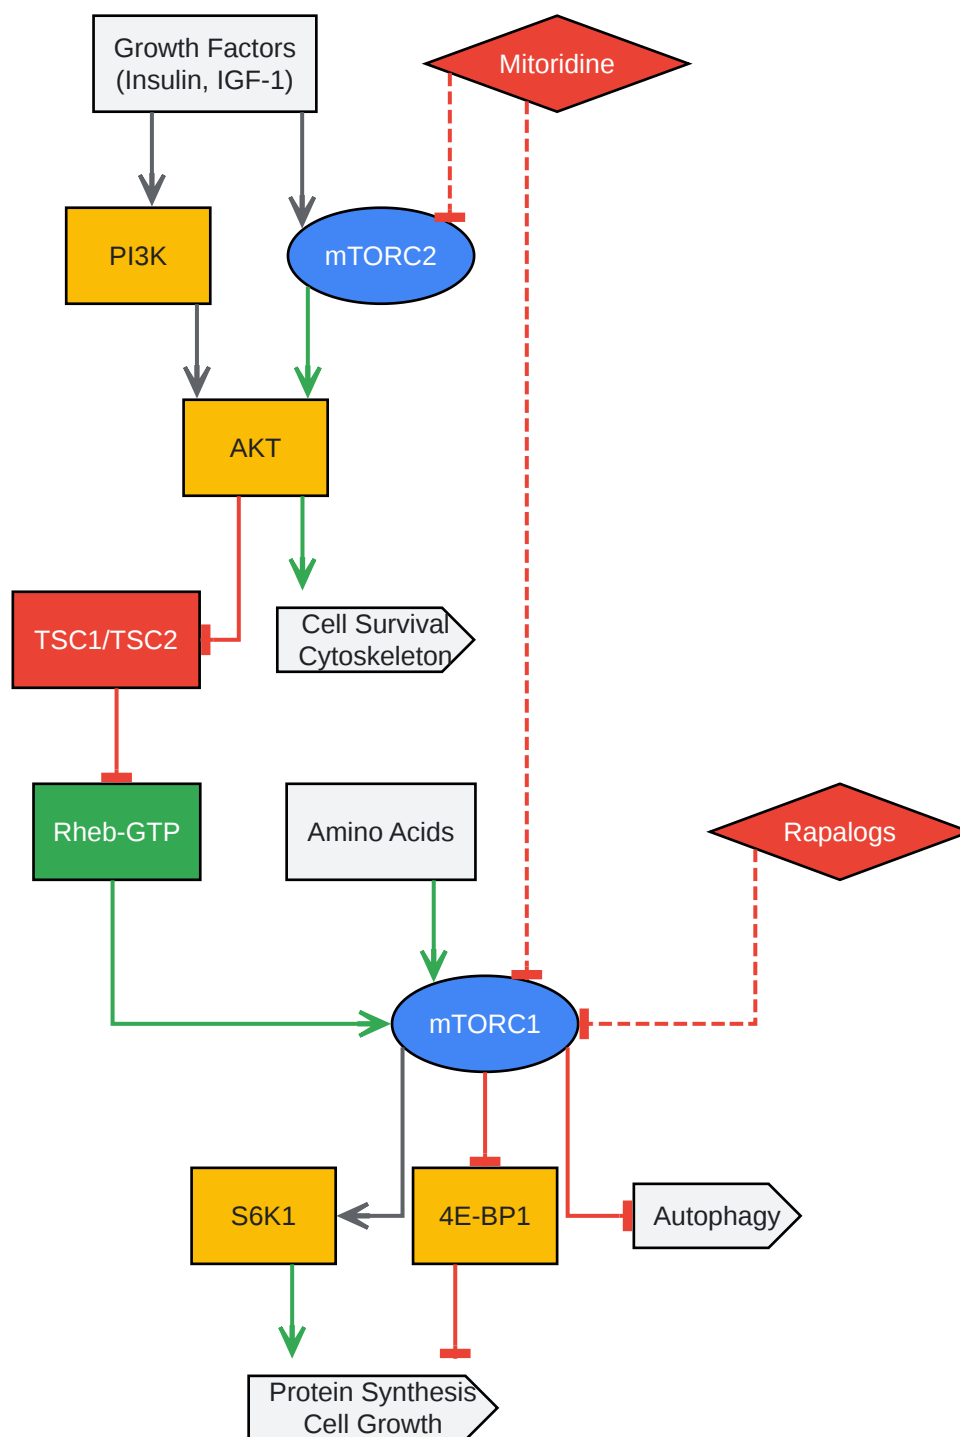 Growth Factors
(Insulin, IGF-1)
Mitoridine
PI3K
mTORC2
AKT
Cell Survival
Cytoskeleton
TSC1/TSC2
Rheb-GTP
Amino Acids
Rapalogs
mTORC1
S6K1
4E-BP1
Autophagy
Protein Synthesis
Cell Growth